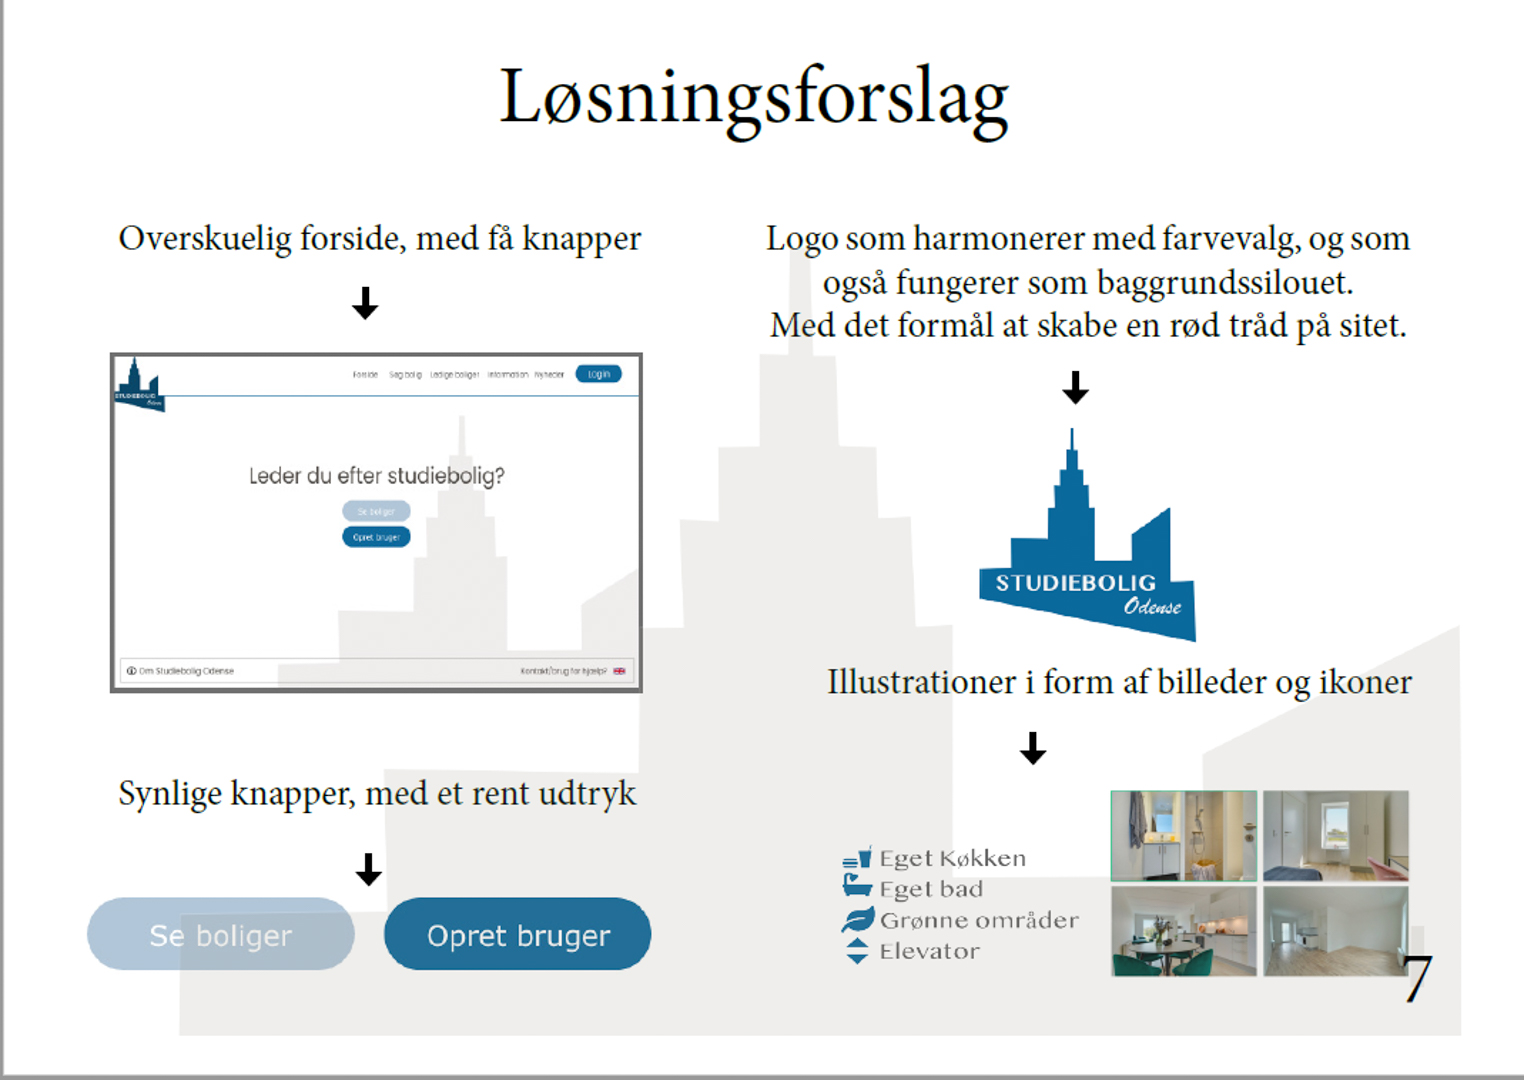 Løsningsforslag
Overskuelig forside, med få knapper
Forside Søg bolig Ledige boliger Information Nyheder Login
STUDIEBOLIG
Odense
Leder du efter studiebolig?
Se boliger
Opret bruger
Om Studiebolig Odense
Kontakt/brug for hjælp?
Synlige knapper, med et rent udtryk
Se boliger
Opret bruger
Logo som harmonerer med farvevalg, og som
også fungerer som baggrundssilouet.
Med det formål at skabe en rød tråd på sitet.
STUDIEBOLIG
Odense
Illustrationer i form af billeder og ikoner
Eget Køkken
Eget bad
Grønne områder
Elevator
7